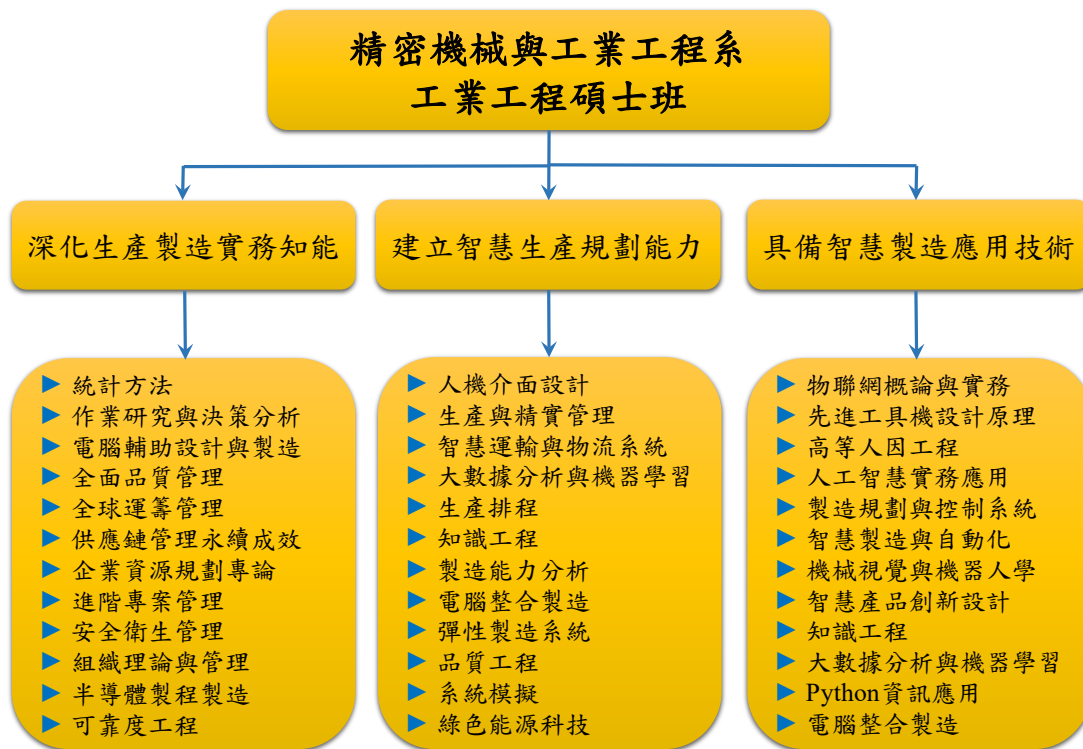 精密機械與工業工程系
工業工程碩士班
深化生產製造實務知能
建立智慧生產規劃能力
具備智慧製造應用技術
統計方法
作業研究與決策分析
電腦輔助設計與製造
全面品質管理
全球運籌管理
供應鏈管理永續成效
企業資源規劃專論
進階專案管理
安全衛生管理
組織理論與管理
半導體製程製造
可靠度工程
人機介面設計
生產與精實管理
智慧運輸與物流系統
大數據分析與機器學習
生產排程
知識工程
製造能力分析
電腦整合製造
彈性製造系統
品質工程
系統模擬
綠色能源科技
物聯網概論與實務
先進工具機設計原理
高等人因工程
人工智慧實務應用
製造規劃與控制系統
智慧製造與自動化
機械視覺與機器人學
智慧產品創新設計
知識工程
大數據分析與機器學習
Python資訊應用
電腦整合製造